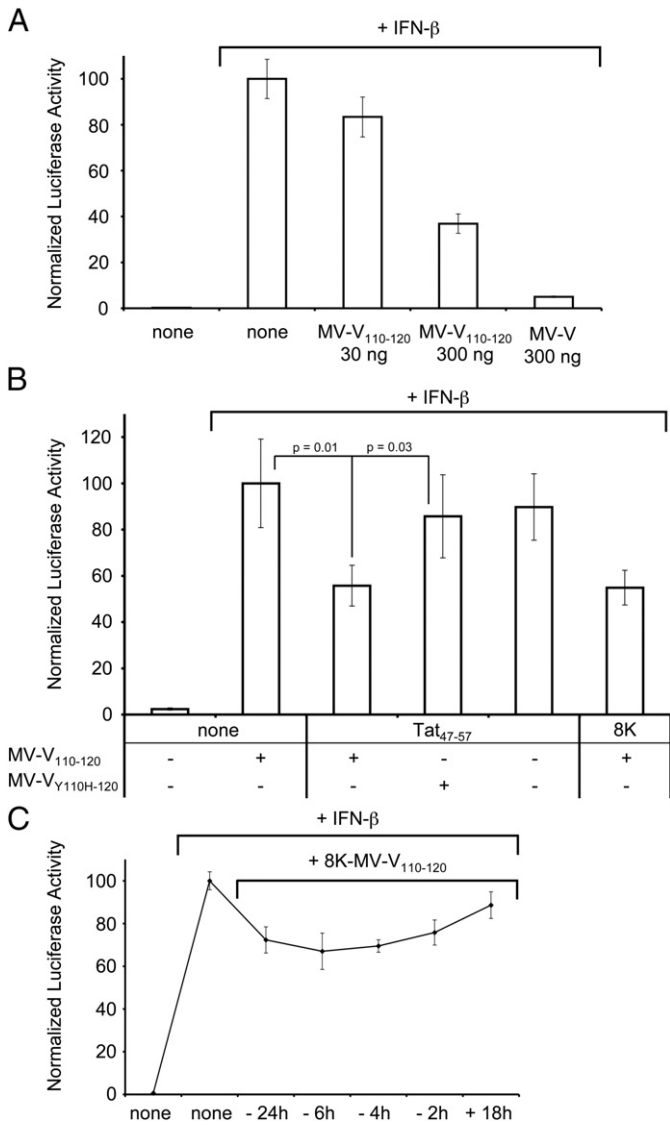 A
+ IFN-β
Normalized Luciferase Activity
100
80
60
40
20
0
none
none
MV-V110-120
30 ng
MV-V110-120
300 ng
MV-V
300 ng
B
+ IFN-β
Normalized Luciferase Activity
120
100
80
60
40
20
0
p = 0.01
p = 0.03
none
Tat47-57
8K
MV-V110-120 - + + - - +
MV-VY110H-120 - - - + - -
C
+ IFN-β
+ 8K-MV-V110-120
Normalized Luciferase Activity
100
80
60
40
20
0
none none - 24h - 6h - 4h - 2h + 18h